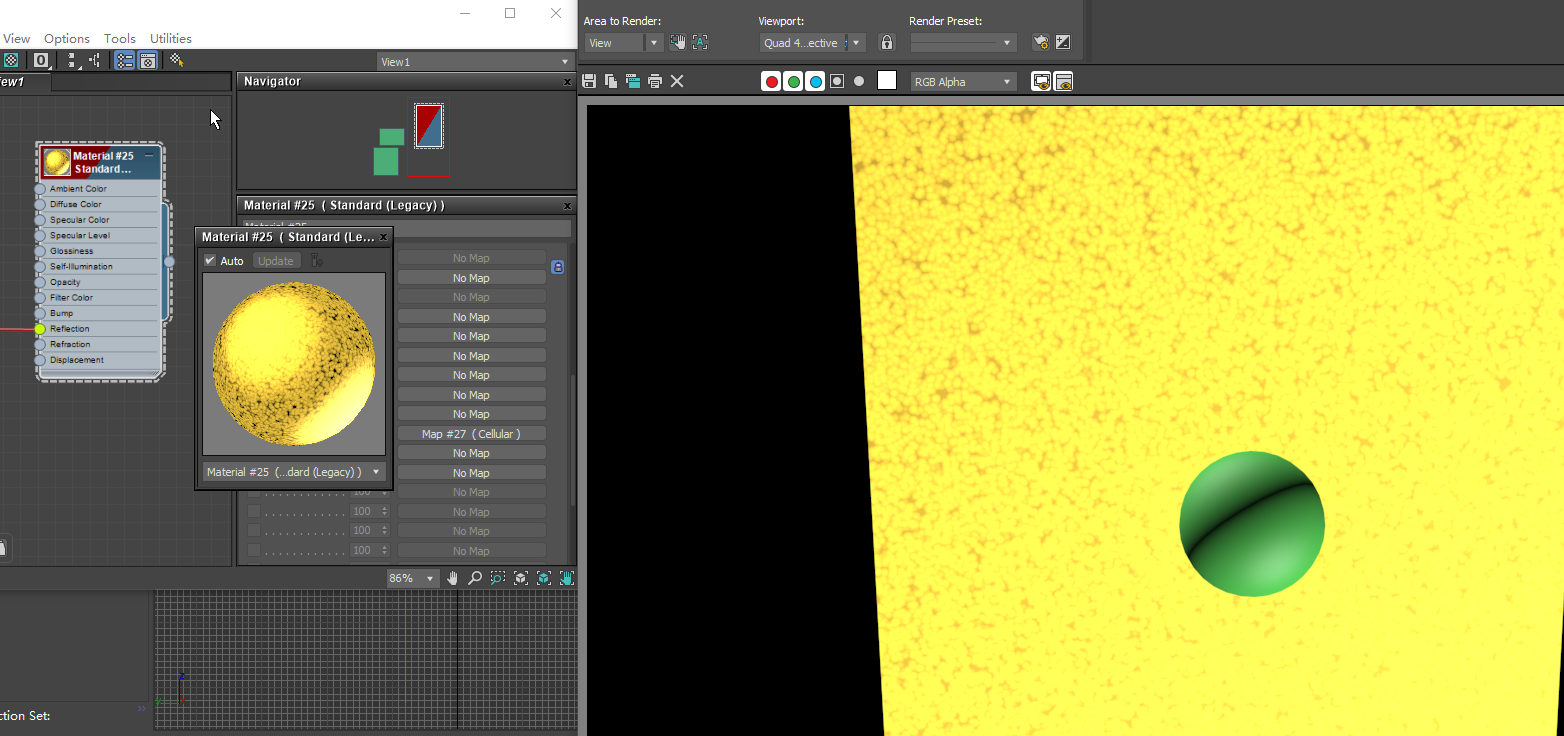 View Options Tools Utilities
Area to Render:
Viewport:
Render Preset:
View
Quad 4...ective
View1
RGB Alpha
iew1
Navigator
Material #25
Standard...
Ambient Color
Diffuse Color
Specular Color
Specular Level
Glossiness
Self-Illumination
Opacity
Filter Color
Bump
Reflection
Refraction
Displacement
Material #25 ( Standard (Legacy) )
Material #25
Material #25 ( Standard (Le...
Auto
Update
Material #25 (...dard (Legacy) )
No Map
No Map
No Map
No Map
No Map
No Map
No Map
No Map
No Map
Map #27 ( Cellular )
No Map
No Map
100 No Map
100 No Map
100 No Map
100 No Map
86%
z
y
ction Set: